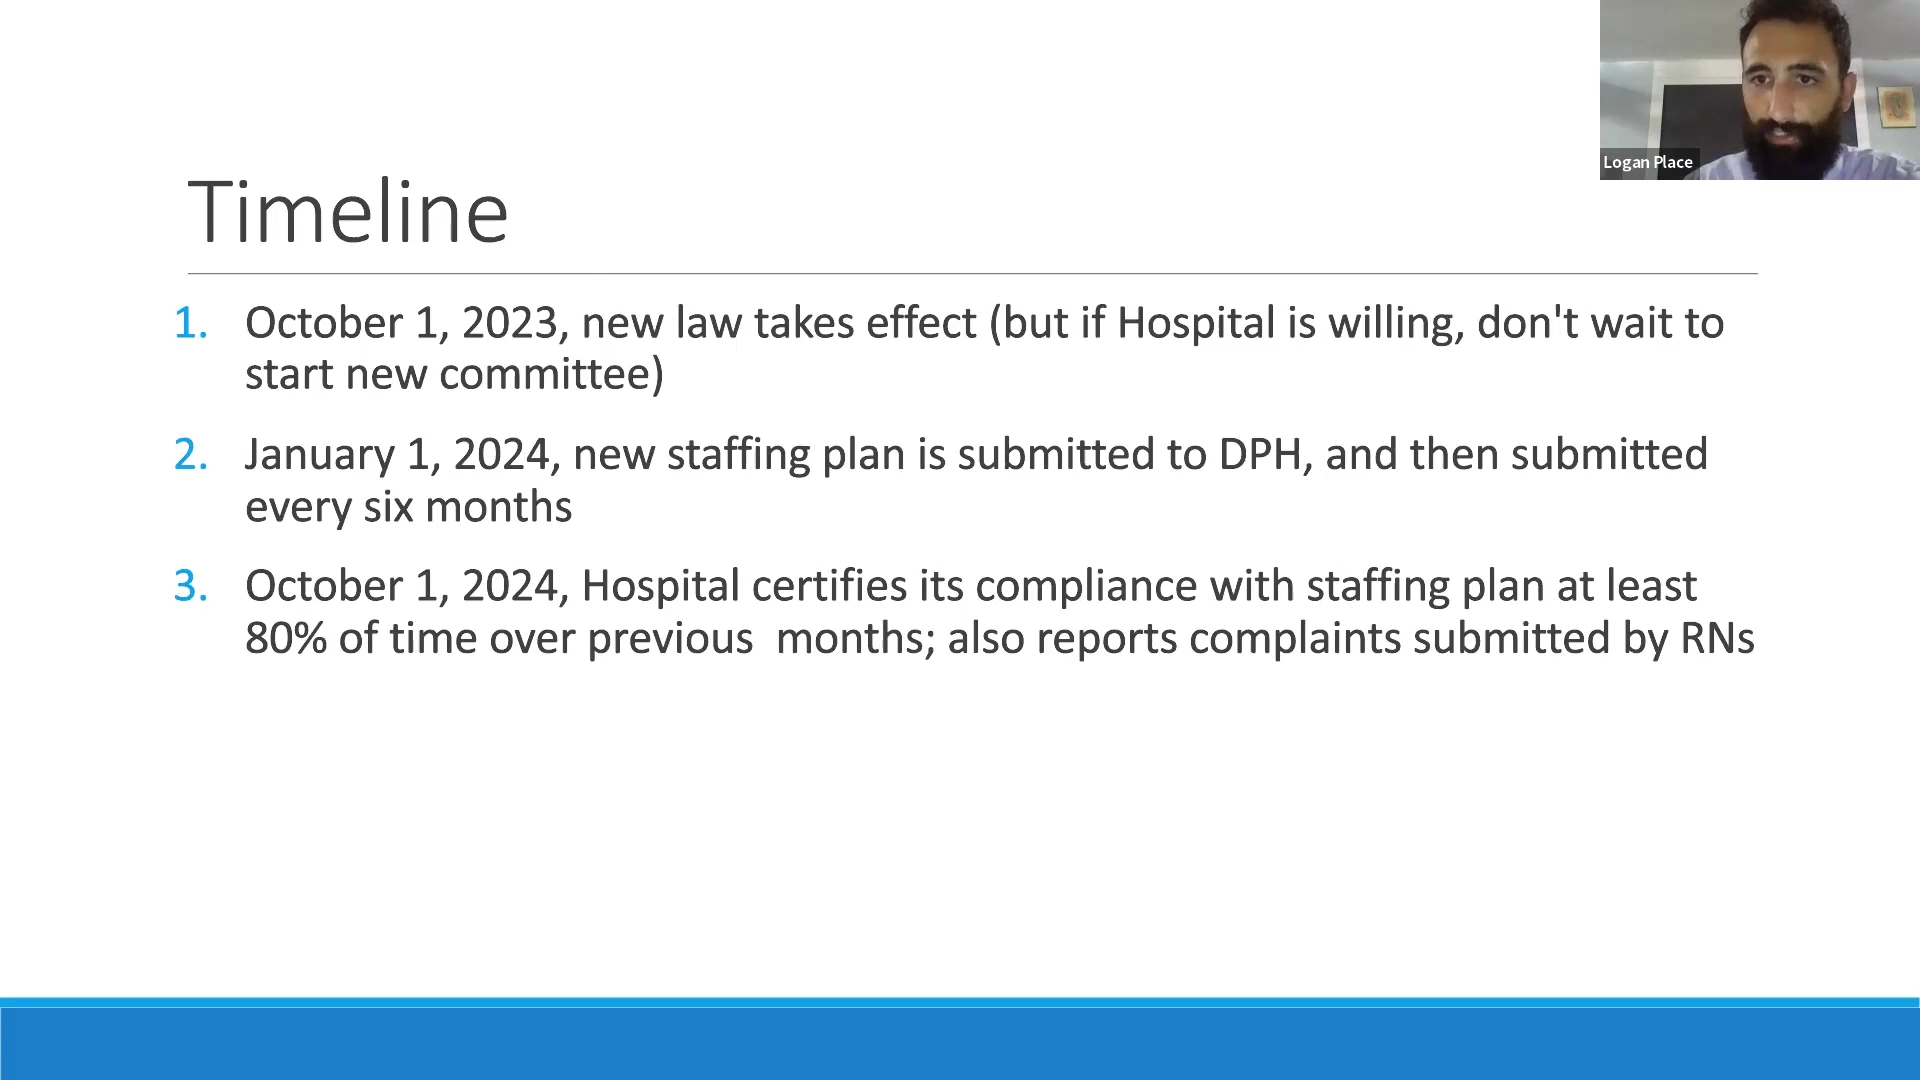 Logan Place
Timeline
1. October 1, 2023, new law takes effect (but if Hospital is willing, don't wait to
start new committee)
2. January 1, 2024, new staffing plan is submitted to DPH, and then submitted
every six months
3. October 1, 2024, Hospital certifies its compliance with staffing plan at least
80% of time over previous  months; also reports complaints submitted by RNs